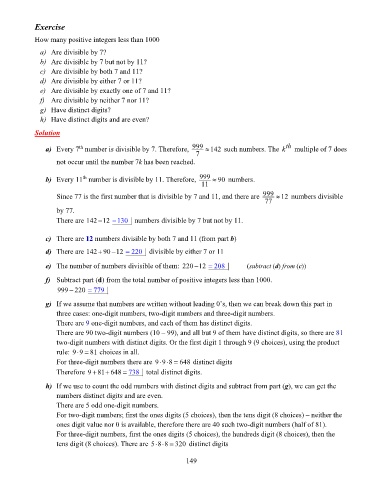 Exercise
How many positive integers less than 1000
a) Are divisible by 7?
b) Are divisible by 7 but not by 11?
c) Are divisible by both 7 and 11?
d) Are divisible by either 7 or 11?
e) Are divisible by exactly one of 7 and 11?
f) Are divisible by neither 7 nor 11?
g) Have distinct digits?
h) Have distinct digits and are even?
Solution
a) Every 7th number is divisible by 7. Therefore, 999/7 ≈ 142 such numbers. The k^th multiple of 7 does
not occur until the number 7k has been reached.
b) Every 11th number is divisible by 11. Therefore, 999/11 ≈ 90 numbers.
Since 77 is the first number that is divisible by 7 and 11, and there are 999/77 ≈ 12 numbers divisible
by 77.
There are 142 − 12 = 130 | numbers divisible by 7 but not by 11.
c) There are 12 numbers divisible by both 7 and 11 (from part b)
d) There are 142 + 90 − 12 = 220 | divisible by either 7 or 11
e) The number of numbers divisible of them: 220 − 12 = 208 | (subtract (d) from (c))
f) Subtract part (d) from the total number of positive integers less than 1000.
999 − 220 = 779 |
g) If we assume that numbers are written without leading 0's, then we can break down this part in
three cases: one-digit numbers, two-digit numbers and three-digit numbers.
There are 9 one-digit numbers, and each of them has distinct digits.
There are 90 two-digit numbers (10 – 99), and all but 9 of them have distinct digits, so there are 81
two-digit numbers with distinct digits. Or the first digit 1 through 9 (9 choices), using the product
rule: 9·9 = 81 choices in all.
For three-digit numbers there are 9·9·8 = 648 distinct digits
Therefore 9 + 81 + 648 = 738 | total distinct digits.
h) If we use to count the odd numbers with distinct digits and subtract from part (g), we can get the
numbers distinct digits and are even.
There are 5 odd one-digit numbers.
For two-digit numbers; first the ones digits (5 choices), then the tens digit (8 choices) – neither the
ones digit value nor 0 is available, therefore there are 40 such two-digit numbers (half of 81).
For three-digit numbers, first the ones digits (5 choices), the hundreds digit (8 choices), then the
tens digit (8 choices). There are 5·8·8 = 320 distinct digits
149